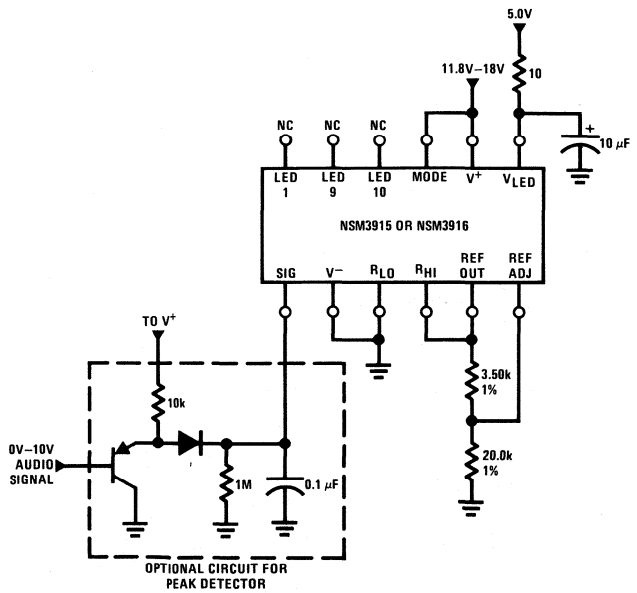 5.0V
10
11.8V–18V
+
10 μF
NC NC NC
LED 1
LED 9
LED 10
MODE
V+
VLED
NSM3915 OR NSM3916
SIG
V−
RLO
RHI
REF OUT
REF ADJ
TO V+
10k
3.50k
1%
0V–10V
AUDIO
SIGNAL
1M
0.1 μF
20.0k
1%
OPTIONAL CIRCUIT FOR
PEAK DETECTOR